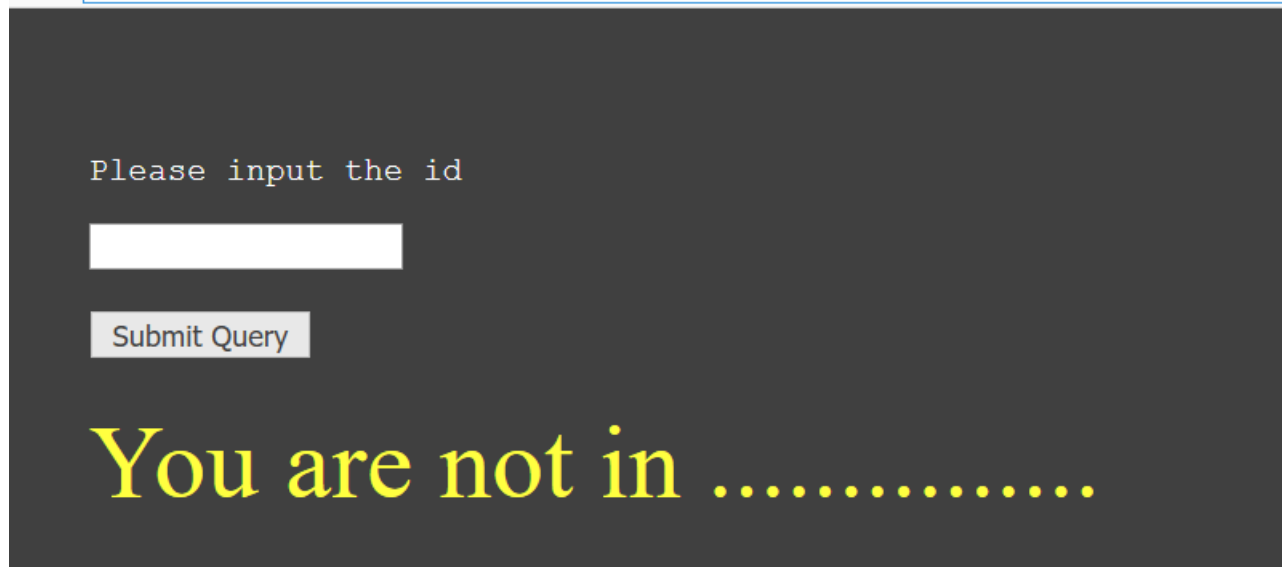 Please input the id
Submit Query
You are not in ...............